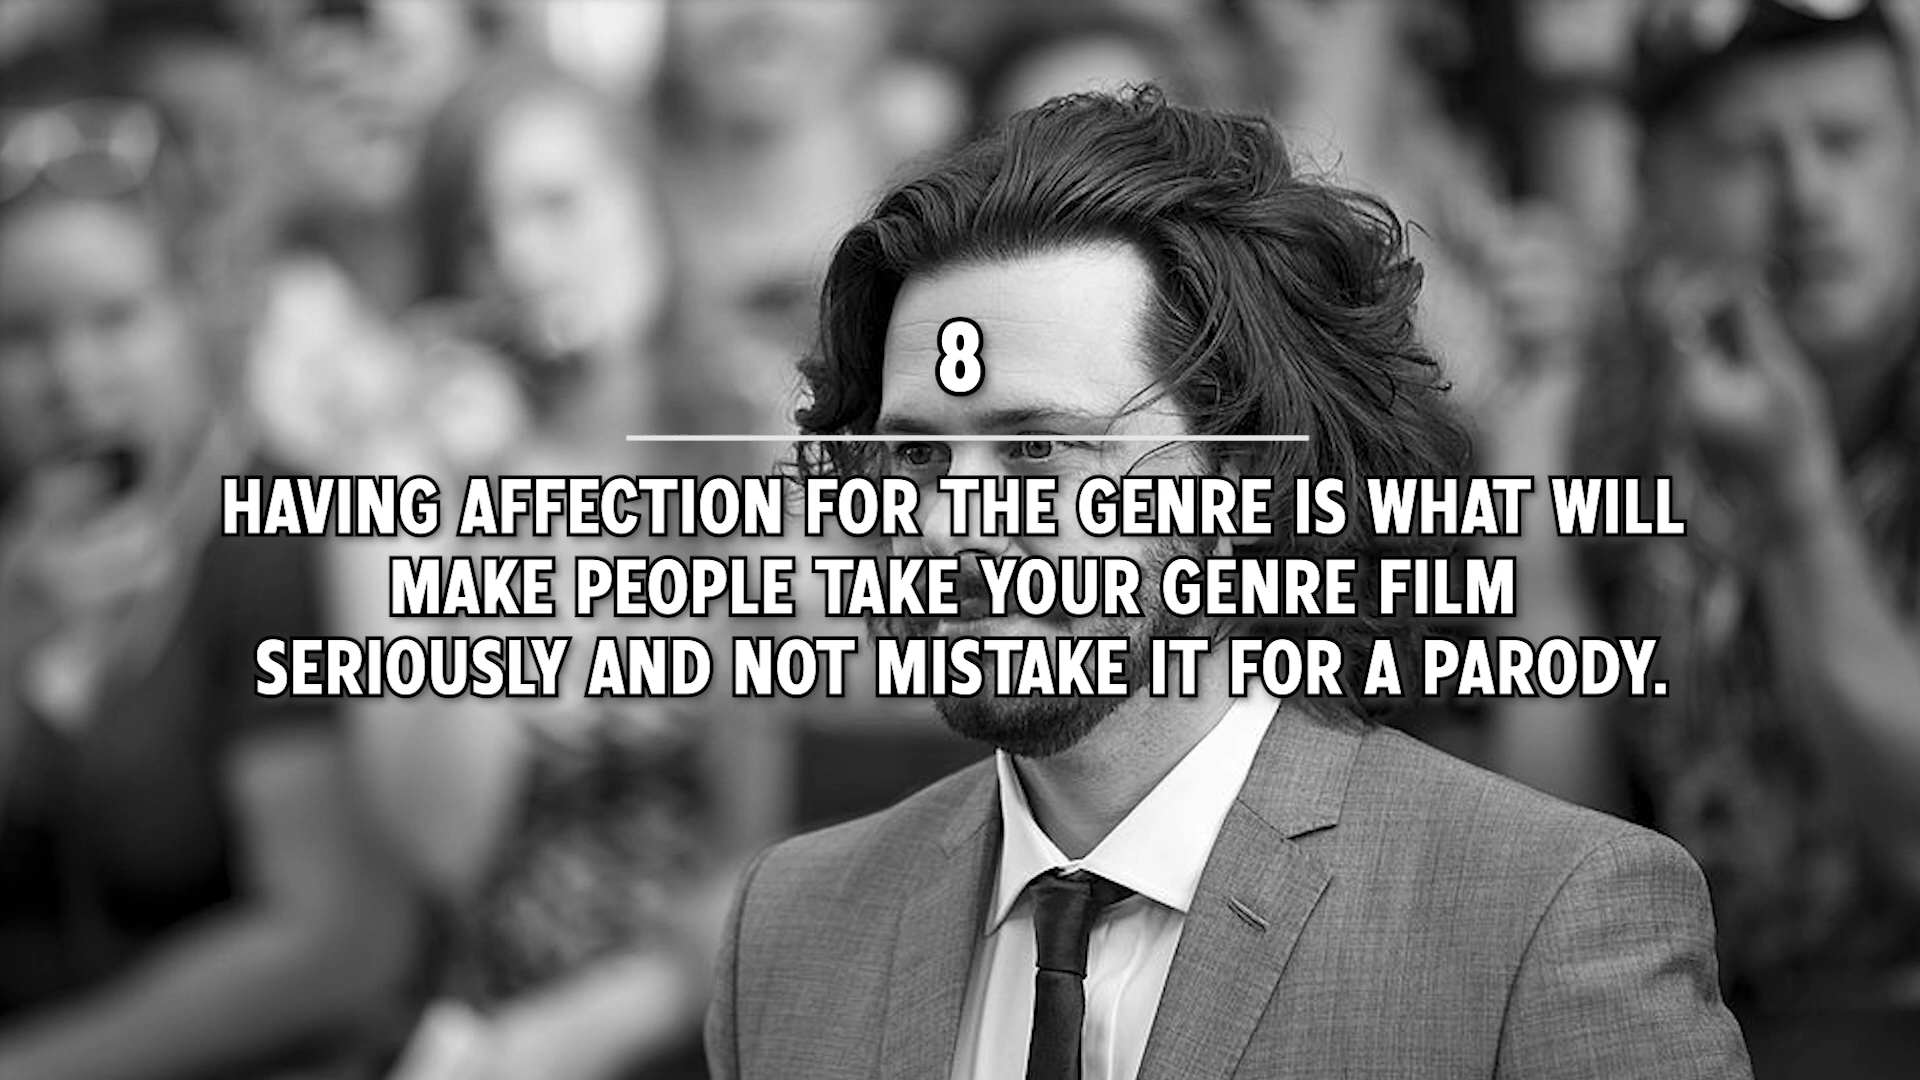 8
HAVING AFFECTION FOR THE GENRE IS WHAT WILL
MAKE PEOPLE TAKE YOUR GENRE FILM
SERIOUSLY AND NOT MISTAKE IT FOR A PARODY.